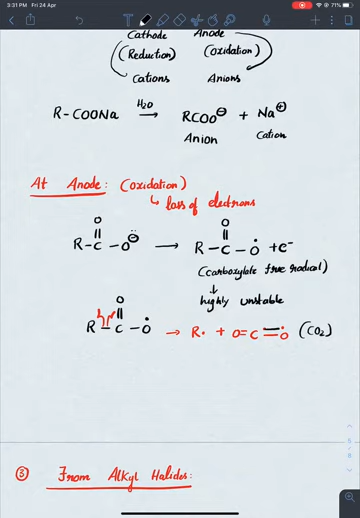 3:31 PM Fri 24 Apr
Cathode Anode
(Reduction) (Oxidation)
Cations Anions
R-COONa →H₂O RCOO⊖ + Na⊕
Anion Cation
At Anode: (Oxidation)
↳ loss of electrons
O O
|| ||
R-C-O⊖ → R-C-O• + e⁻
(Carboxylate free radical)
↓
highly unstable
O
||
R-C-O• → R• + O=C=O (CO₂)
③ From Alkyl Halides: